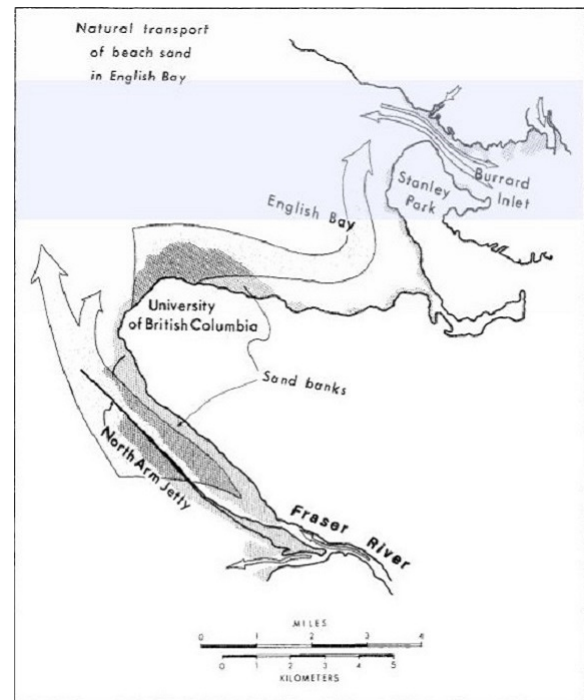 Natural transport
of beach sand
in English Bay
Burrard
Inlet
Stanley
Park
English Bay
University
of British Columbia
Sand banks
North Arm Jetty
Fraser River
MILES
0 1 2 3 4
0 1 2 3 4 5
KILOMETERS